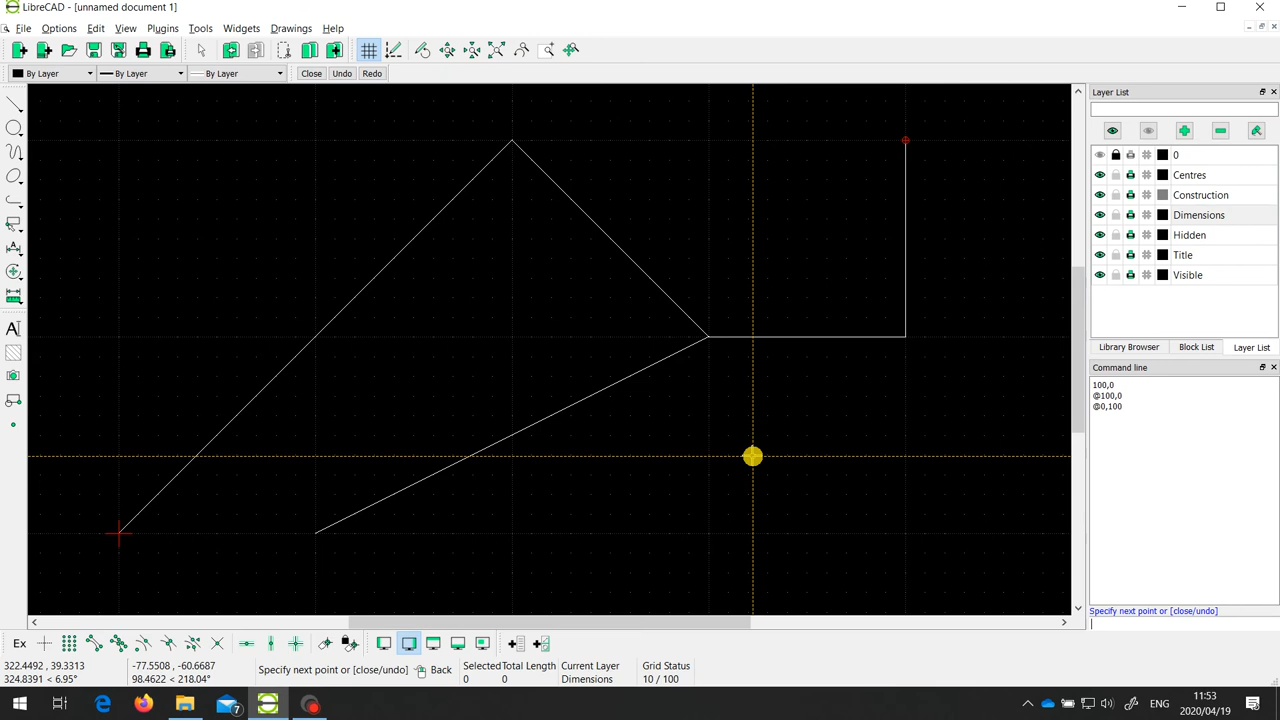 LibreCAD - [unnamed document 1]
File Options Edit View Plugins Tools Widgets Drawings Help
By Layer By Layer By Layer Close Undo Redo
Layer List
0
Centres
Construction
Dimensions
Hidden
Title
Visible
Library Browser Block List Layer List
Command line
100,0
@100,0
@0,100
Specify next point or [close/undo]
Ex
322.4492 , 39.3313
324.8391 < 6.95°
-77.5508 , -60.6687
98.4622 < 218.04°
Specify next point or [close/undo] Back
Selected Total Length
0 0
Current Layer
Dimensions
Grid Status
10 / 100
7
ENG
11:53
2020/04/19